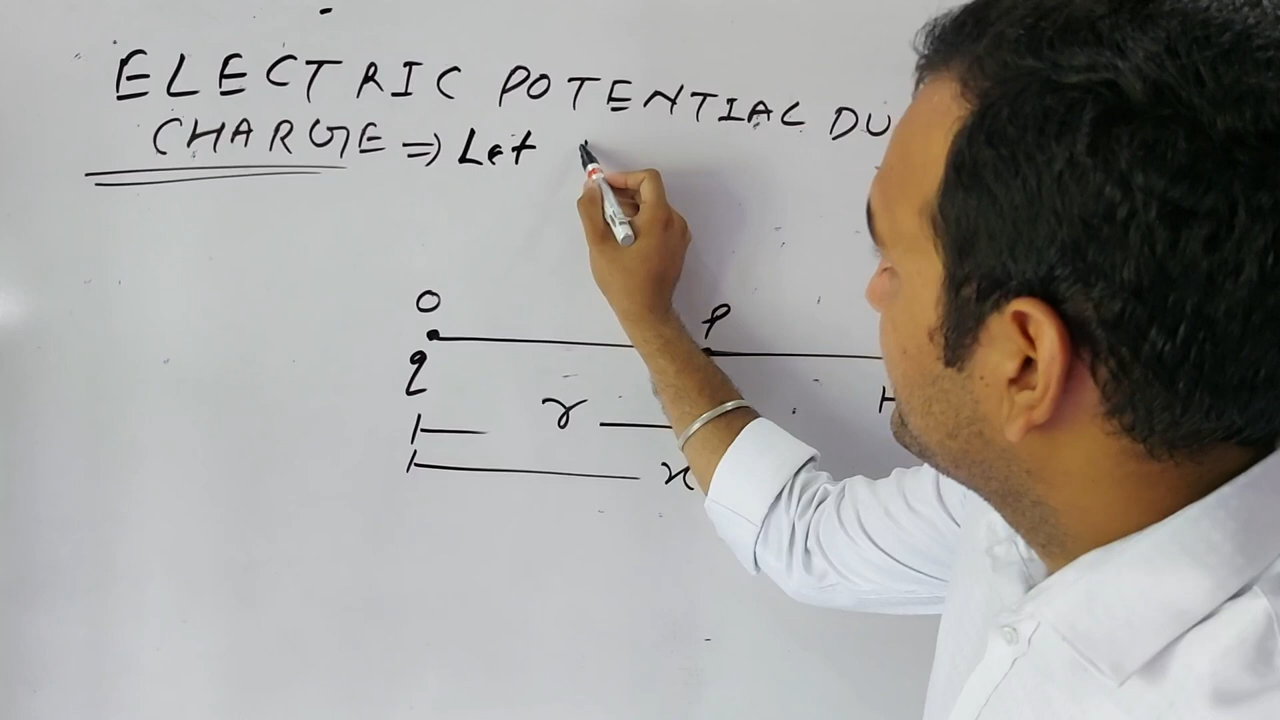 ELECTRIC POTENTIAL DU
CHARGE => Let
O
P
q
r
x